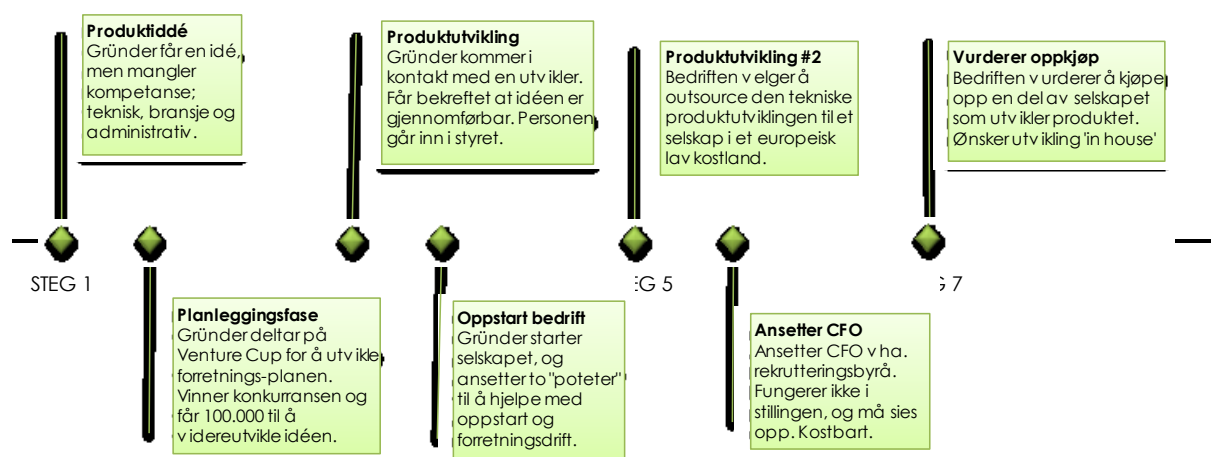 Produktiddé
Gründer får en idé,
men mangler
kompetanse;
teknisk, bransje og
administrativ.
Produktutvikling
Gründer kommer i
kontakt med en utvikler.
Får bekreftet at idéen er
gjennomførbar. Personen
går inn i styret.
Produktutvikling #2
Bedriften velger å
outsource den tekniske
produktutviklingen til et
selskap i et europeisk
lavkostland.
Vurderer oppkjøp
Bedriften vurderer å kjøpe
opp en del av selskapet
som utvikler produktet.
Ønsker utvikling 'in house'
STEG 1
EG 5
G 7
Planleggingsfase
Gründer deltar på
Venture Cup for å utvikle
forretnings-planen.
Vinner konkurransen og
får 100.000 til å
videreutvikle idéen.
Oppstart bedrift
Gründer starter
selskapet, og
ansetter to "poteter"
til å hjelpe med
oppstart og
forretningsdrift.
Ansetter CFO
Ansetter CFO vha.
rekrutteringsbyrå.
Fungerer ikke i
stillingen, og må sies
opp. Kostbart.